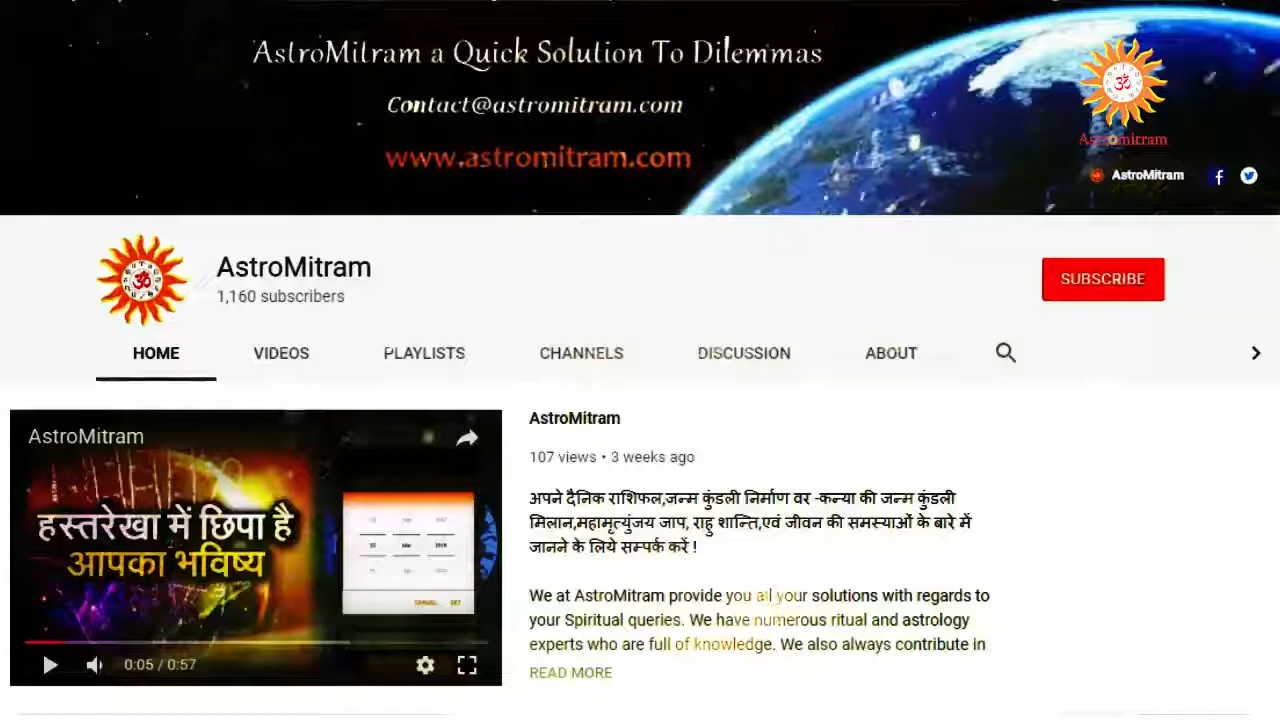 AstroMitram a Quick Solution To Dilemmas
Contact@astromitram.com
www.astromitram.com
Astromitram
AstroMitram
AstroMitram
1,160 subscribers
SUBSCRIBE
HOME VIDEOS PLAYLISTS CHANNELS DISCUSSION ABOUT
AstroMitram
हस्तरेखा में छिपा है
आपका भविष्य
0:05 / 0:57
AstroMitram
107 views • 3 weeks ago
अपने दैनिक राशिफल,जन्म कुंडली निर्माण वर -कन्या की जन्म कुंडली
मिलान,महामृत्युंजय जाप, राहु शान्ति,एवं जीवन की समस्याओं के बारे में
जानने के लिये सम्पर्क करें !
We at AstroMitram provide you all your solutions with regards to
your Spiritual queries. We have numerous ritual and astrology
experts who are full of knowledge. We also always contribute in
READ MORE